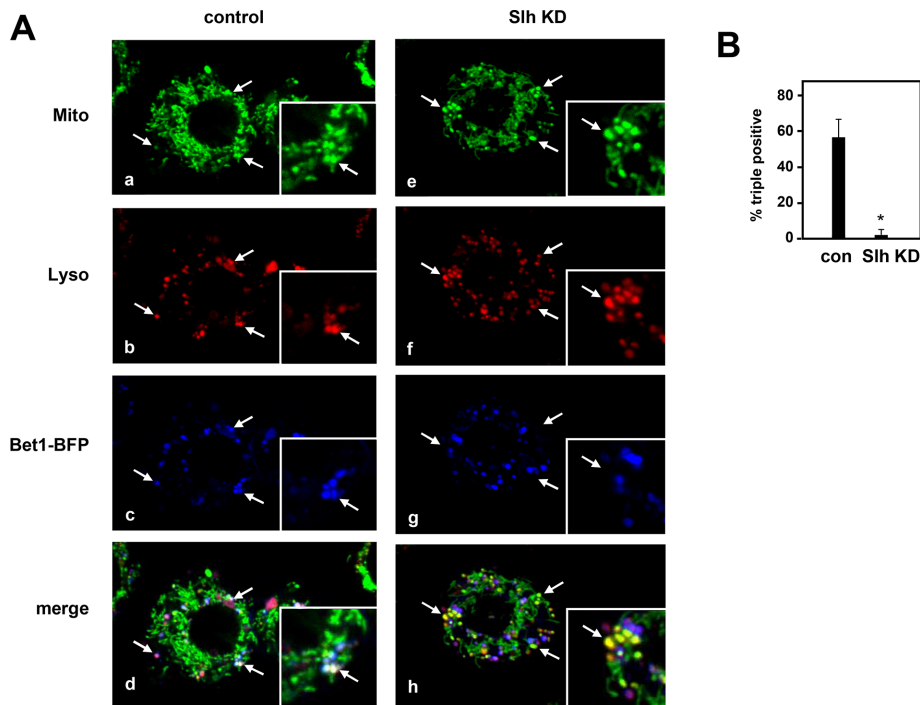 A
control
Slh KD
B
Mito
a
e
Lyso
b
f
Bet1-BFP
c
g
merge
d
h
% triple positive
80
60
40
20
0
*
con
Slh KD